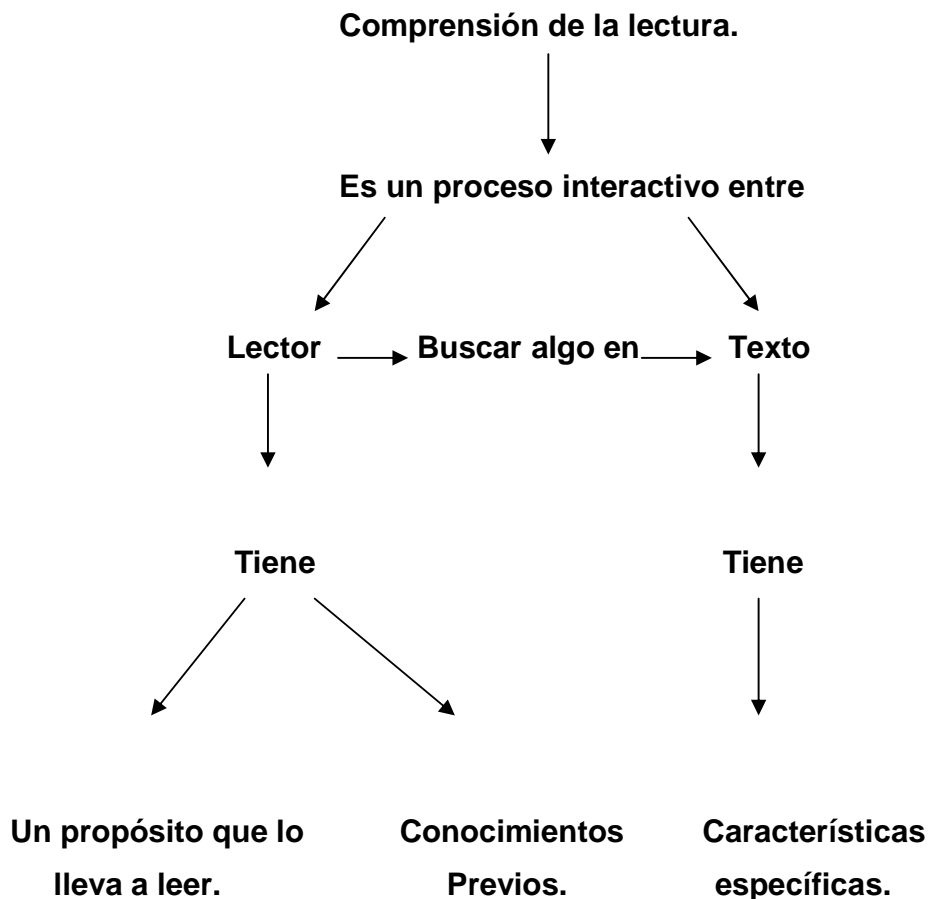 Comprensión de la lectura.
Es un proceso interactivo entre
Lector Buscar algo en Texto
Tiene Tiene
Un propósito que lo Conocimientos Características
lleva a leer. Previos. específicas.